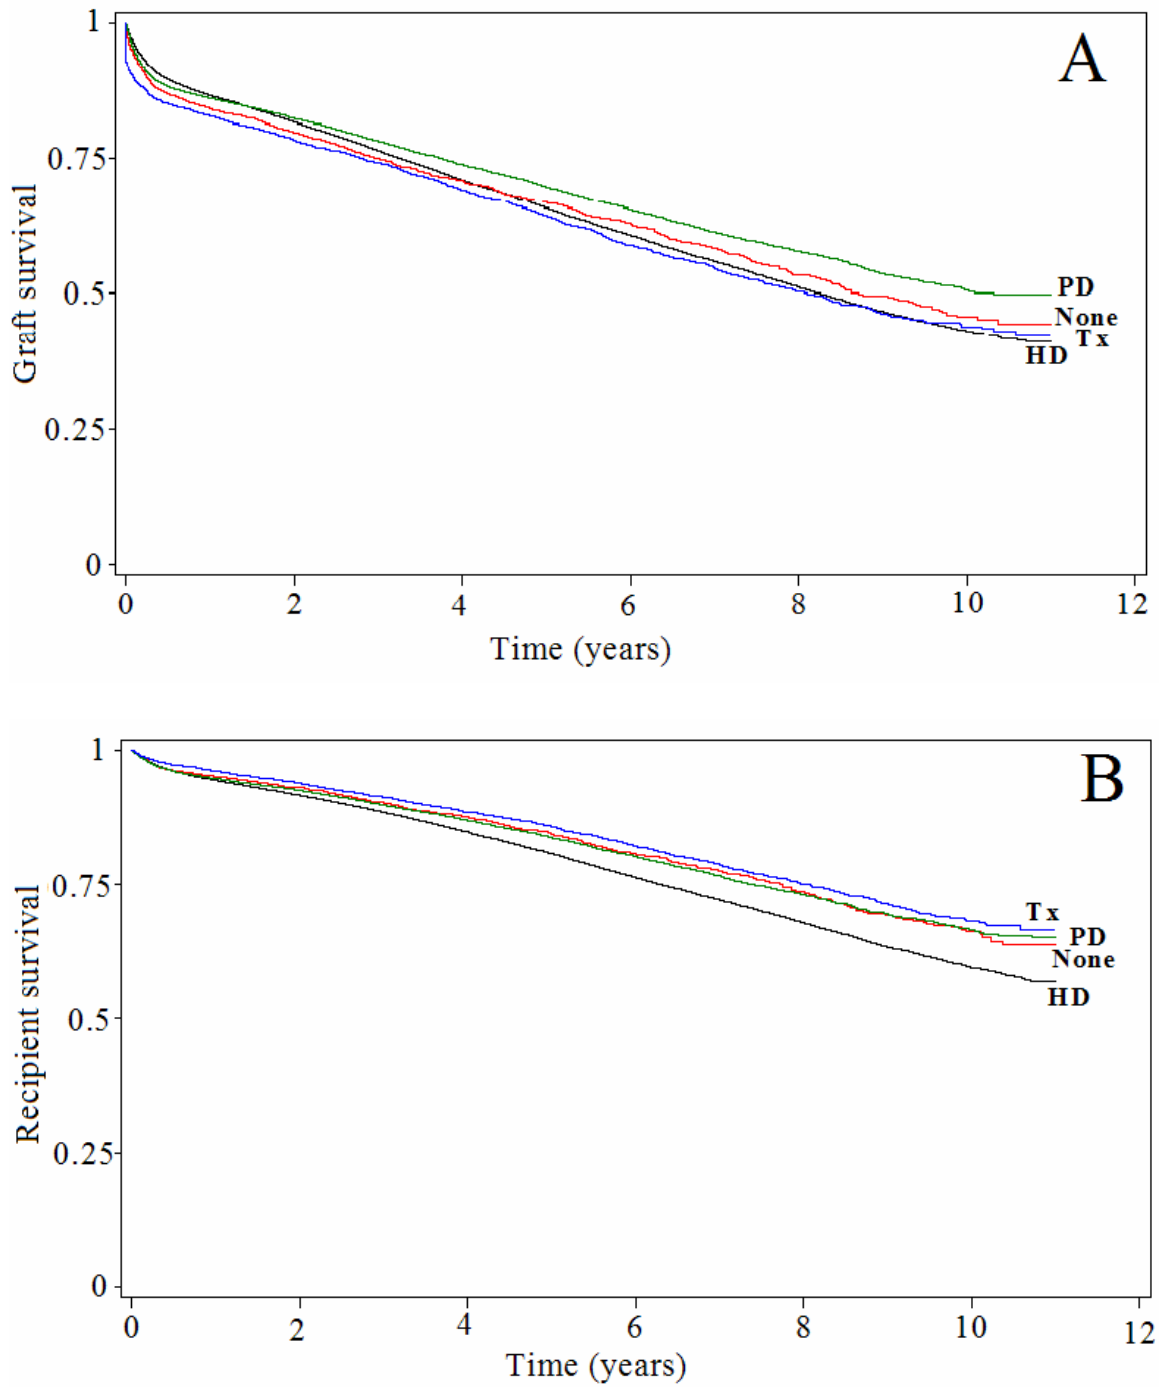 A
1
0.75
0.5
0.25
0
Graft survival
PD
None
Tx
HD
0 2 4 6 8 10 12
Time (years)
B
1
0.75
0.5
0.25
0
Recipient survival
Tx
PD
None
HD
0 2 4 6 8 10 12
Time (years)